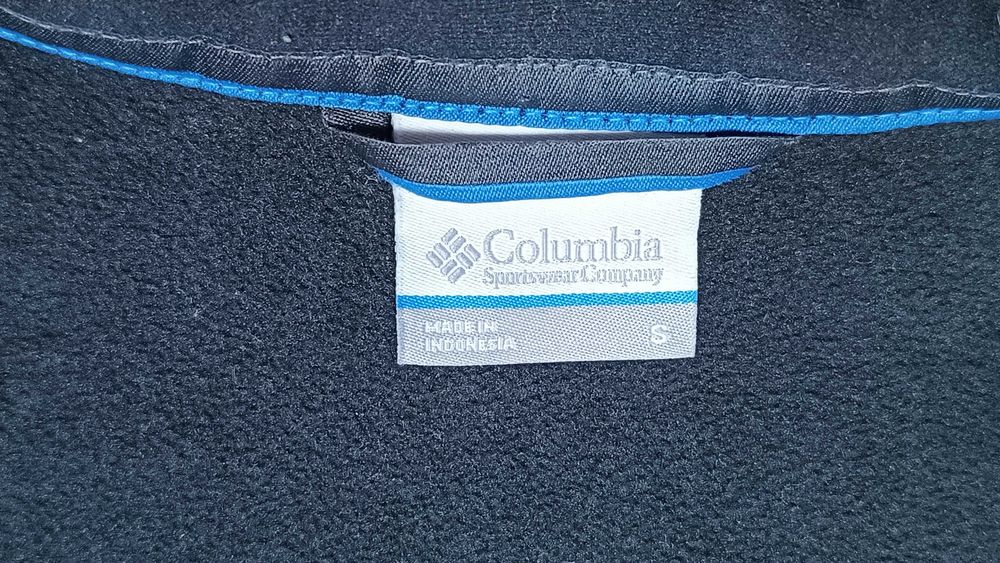 Columbia
Sportswear Company
MADE IN
INDONESIA
S